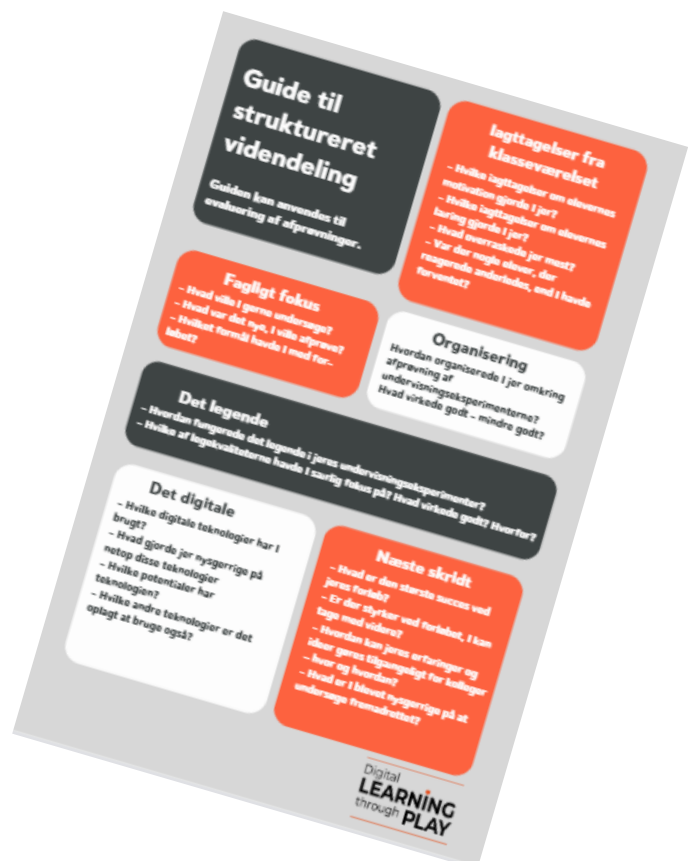 Guide til
struktureret
videndeling
Guiden kan anvendes til
evaluering af afprøvninger.
Iagttagelser fra
klasseværelset
– Hvilke iagttagelser om elevernes
motivation gjorde I jer?
– Hvilke iagttagelser om elevernes
læring gjorde I jer?
– Hvad overraskede jer mest?
– Var der nogle elever, der
reagerede anderledes, end I havde
forventet?
Fagligt fokus
– Hvad ville I gerne undersøge?
– Hvad var det nye, I ville afprøve?
– Hvilket formål havde I med for-
løbet?
Organisering
Hvordan organiserede I jer omkring
afprøvning af
undervisningseksperimenterne?
Hvad virkede godt – mindre godt?
Det legende
– Hvordan fungerede det legende i jeres undervisningseksperimenter?
– Hvilke af legekvaliteterne havde I særlig fokus på? Hvad virkede godt? Hvorfor?
Det digitale
– Hvilke digitale teknologier har I
brugt?
– Hvad gjorde jer nysgerrige på
netop disse teknologier
– Hvilke potentialer har
teknologien?
– Hvilke andre teknologier er det
oplagt at bruge også?
Næste skridt
– Hvad er den største succes ved
jeres forløb?
– Er der styrker ved forløbet, I kan
tage med videre?
– Hvordan kan jeres erfaringer og
ideer gøres tilgængeligt for kolleger
– hvor og hvordan?
– Hvad er I blevet nysgerrige på at
undersøge fremadrettet?
Digital
LEARNING
through
PLAY